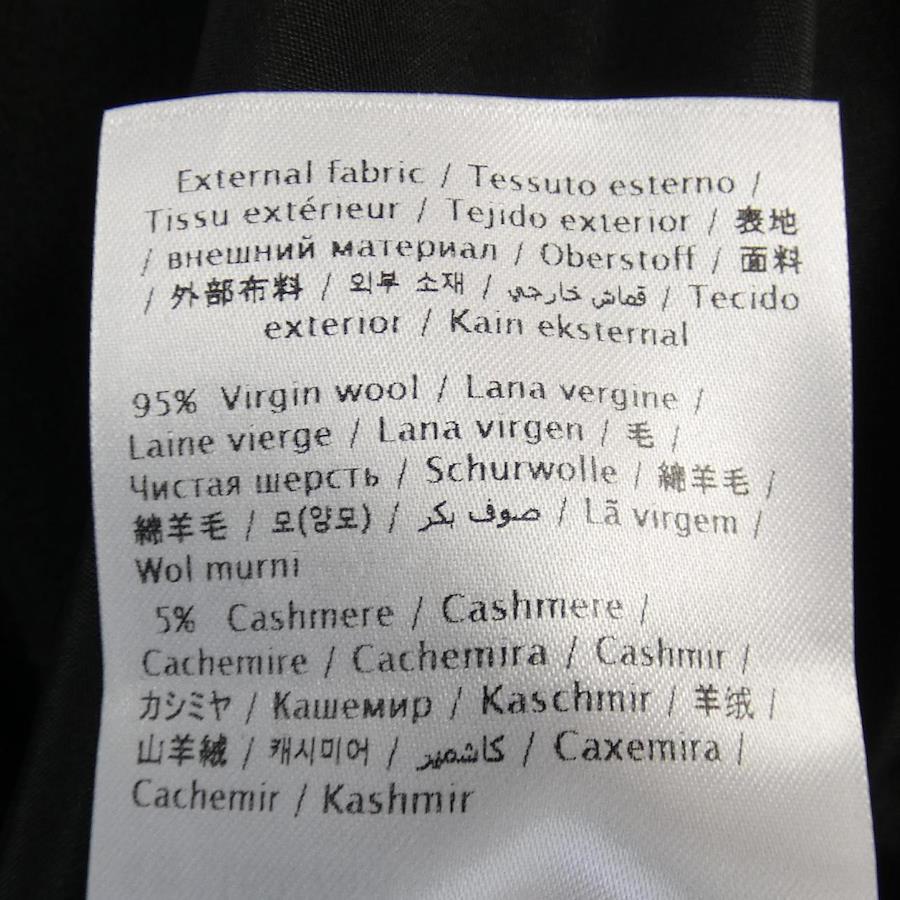 External fabric / Tessuto esterno /
Tissu extérieur / Tejido exterior / 表地
/ внешний материал / Oberstoff / 面料
/ 外部布料 / 외부 소재 / قماش خارجي / Tecido
exterior / Kain eksternal
95% Virgin wool / Lana vergine /
Laine vierge / Lana virgen / 毛 /
Чистая шерсть / Schurwolle / 綿羊毛 /
綿羊毛 / 모(양모) / صوف بكر / Lã virgem /
Wol murni
5% Cashmere / Cashmere /
Cachemire / Cachemira / Cashmir /
カシミヤ / Кашемир / Kaschmir / 羊绒 /
山羊絨 / 캐시미어 / كاشمير / Caxemira /
Cachemir / Kashmir